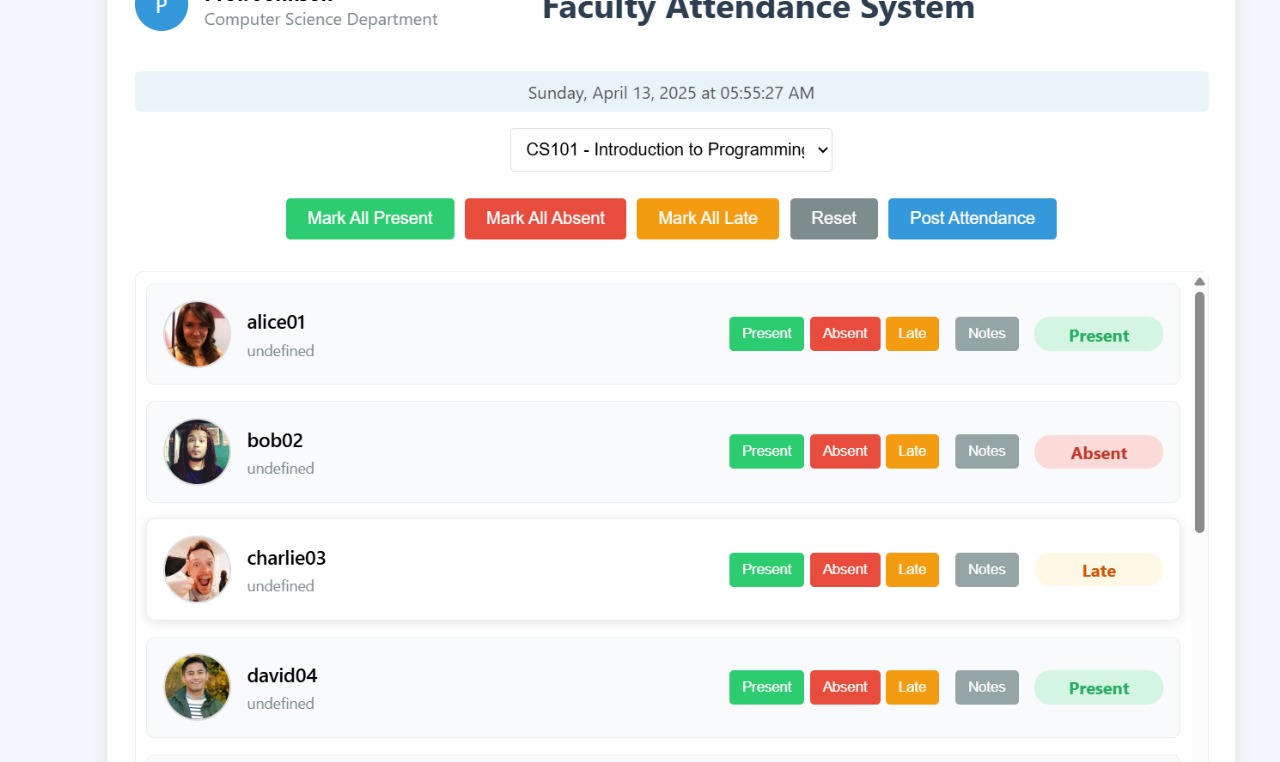 P
Faculty Attendance System
Computer Science Department
Sunday, April 13, 2025 at 05:55:27 AM
CS101 - Introduction to Programming
Mark All Present Mark All Absent Mark All Late Reset Post Attendance
alice01
undefined
Present Absent Late Notes Present
bob02
undefined
Present Absent Late Notes Absent
charlie03
undefined
Present Absent Late Notes Late
david04
undefined
Present Absent Late Notes Present